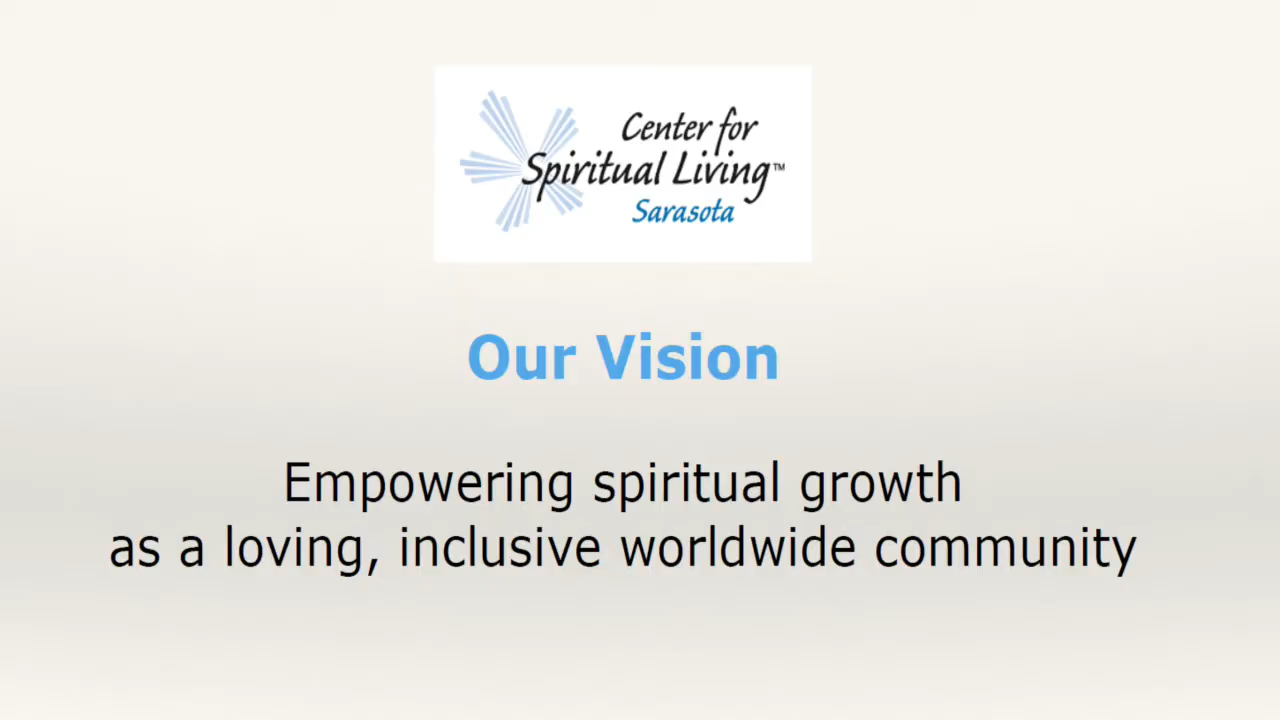 Center for
Spiritual Living™
Sarasota
Our Vision
Empowering spiritual growth
as a loving, inclusive worldwide community